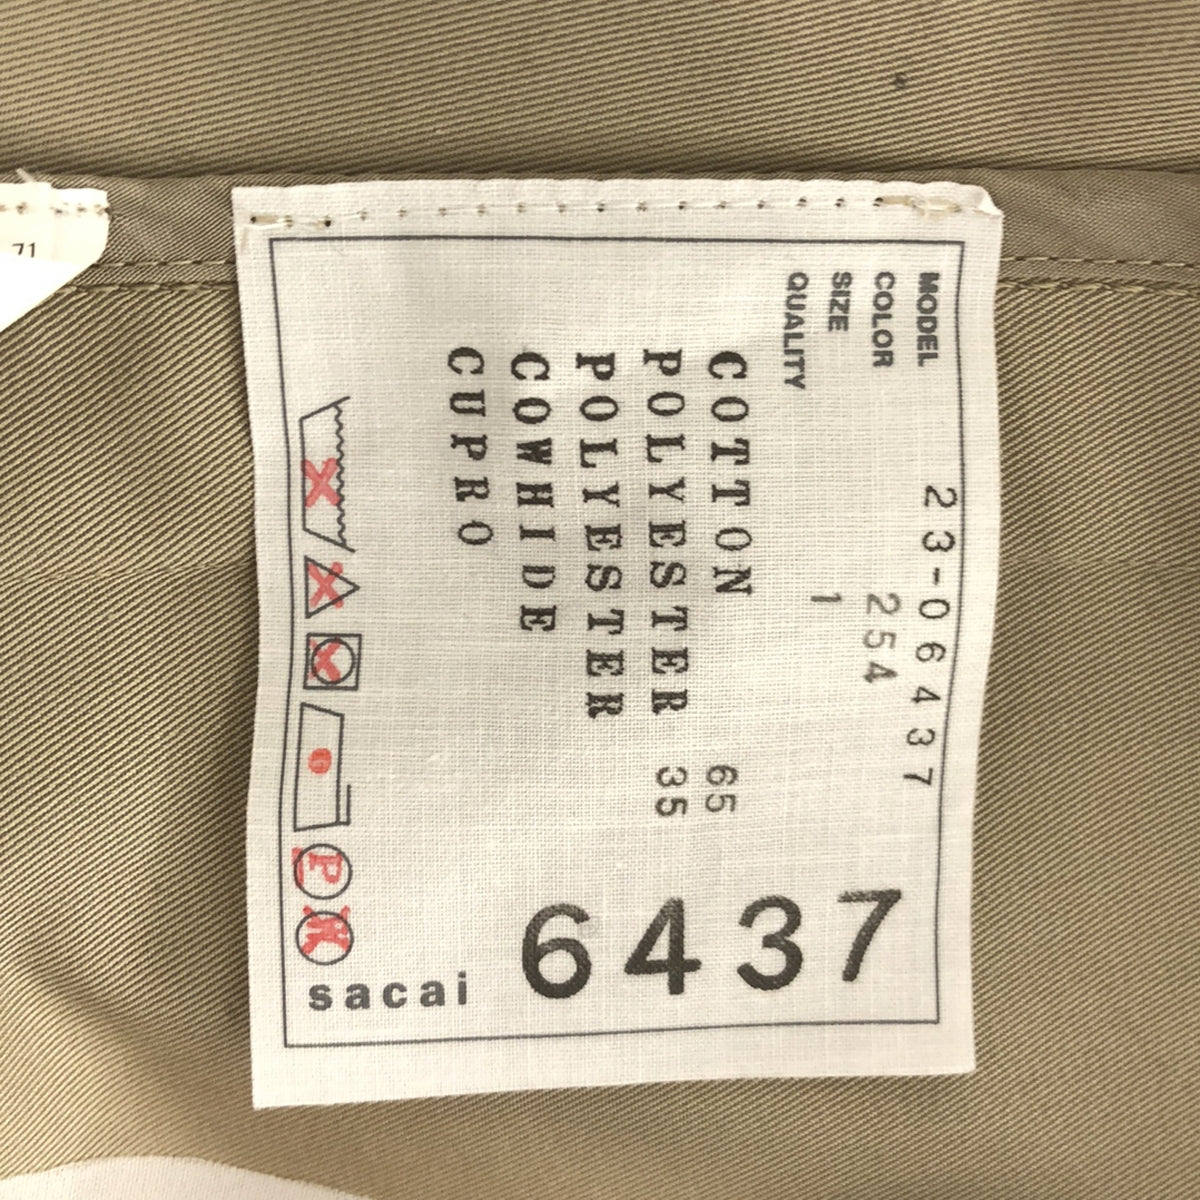 MODEL 23-06437
COLOR 254
SIZE 1
QUALITY
COTTON 65
POLYESTER 35
POLYESTER
COWHIDE
CUPRO
6437
P W
sacai
71